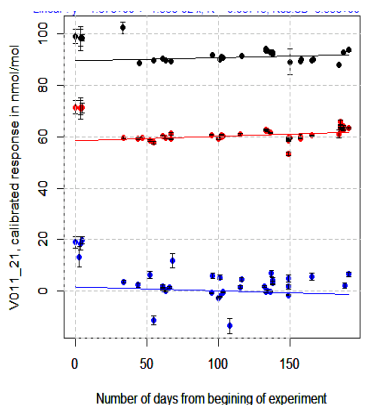 V011_21, calibrated response in nmol/mol
100
80
60
40
20
0
0 50 100 150
Number of days from begining of experiment